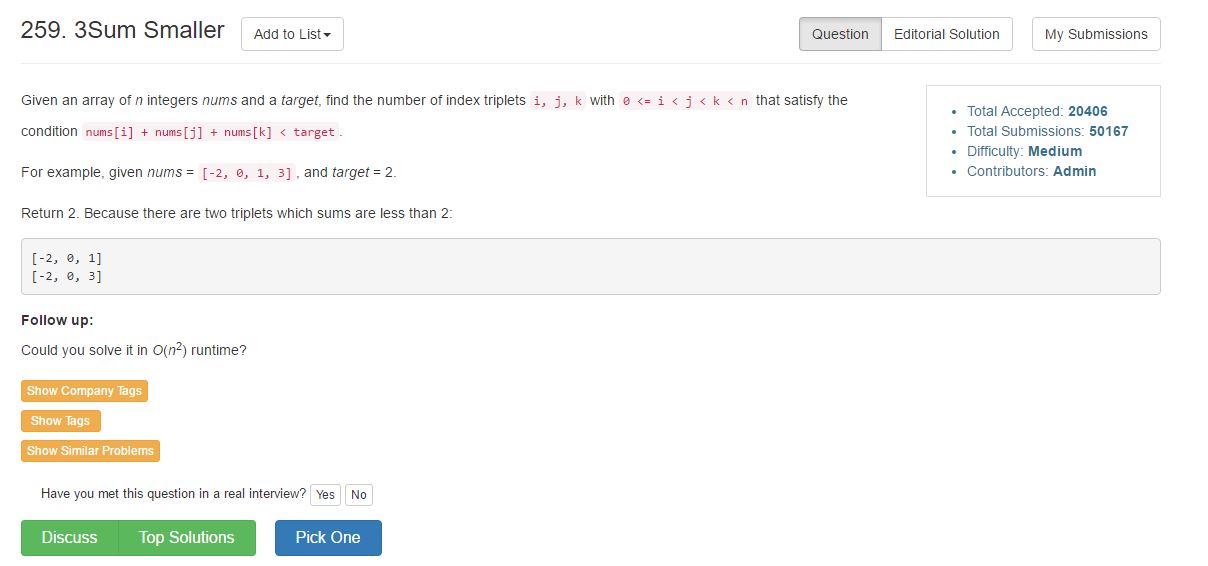 259. 3Sum Smaller
Add to List
Question
Editorial Solution
My Submissions
Given an array of n integers nums and a target, find the number of index triplets i, j, k with 0 <= i < j < k < n that satisfy the
condition nums[i] + nums[j] + nums[k] < target.
For example, given nums = [-2, 0, 1, 3], and target = 2.
Return 2. Because there are two triplets which sums are less than 2:
[-2, 0, 1]
[-2, 0, 3]
Follow up:
Could you solve it in O(n²) runtime?
Show Company Tags
Show Tags
Show Similar Problems
Have you met this question in a real interview? Yes No
Discuss
Top Solutions
Pick One
Total Accepted: 20406
Total Submissions: 50167
Difficulty: Medium
Contributors: Admin